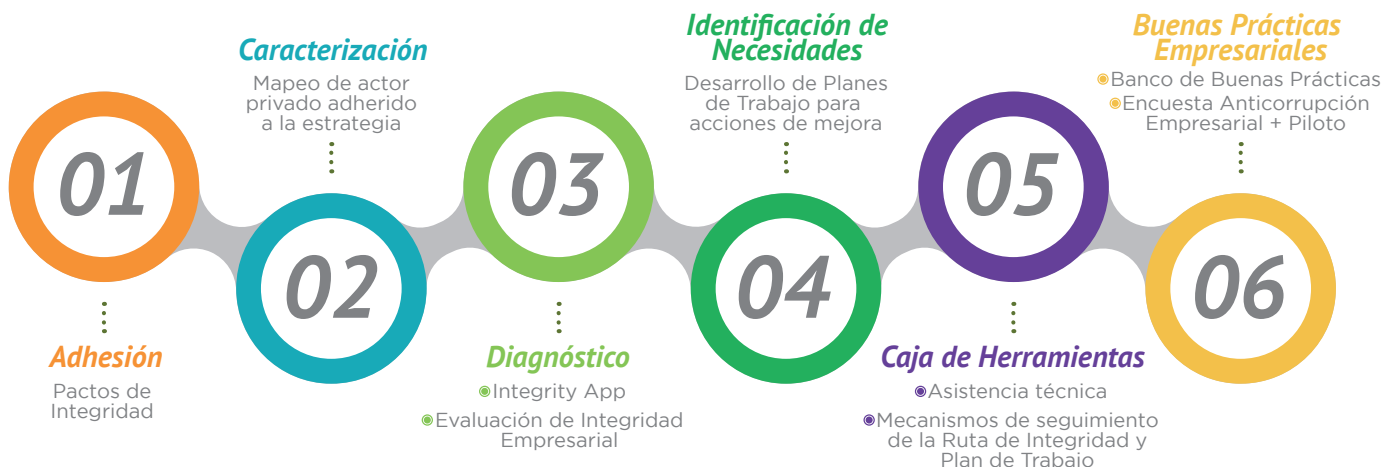 01
Adhesión
Pactos de
Integridad
Caracterización
Mapeo de actor
privado adherido
a la estrategia
02
03
Diagnóstico
Integrity App
Evaluación de Integridad
Empresarial
Identificación de
Necesidades
Desarrollo de Planes
de Trabajo para
acciones de mejora
04
05
Caja de Herramientas
Asistencia técnica
Mecanismos de seguimiento
de la Ruta de Integridad y
Plan de Trabajo
Buenas Prácticas
Empresariales
Banco de Buenas Prácticas
Encuesta Anticorrupción
Empresarial + Piloto
06